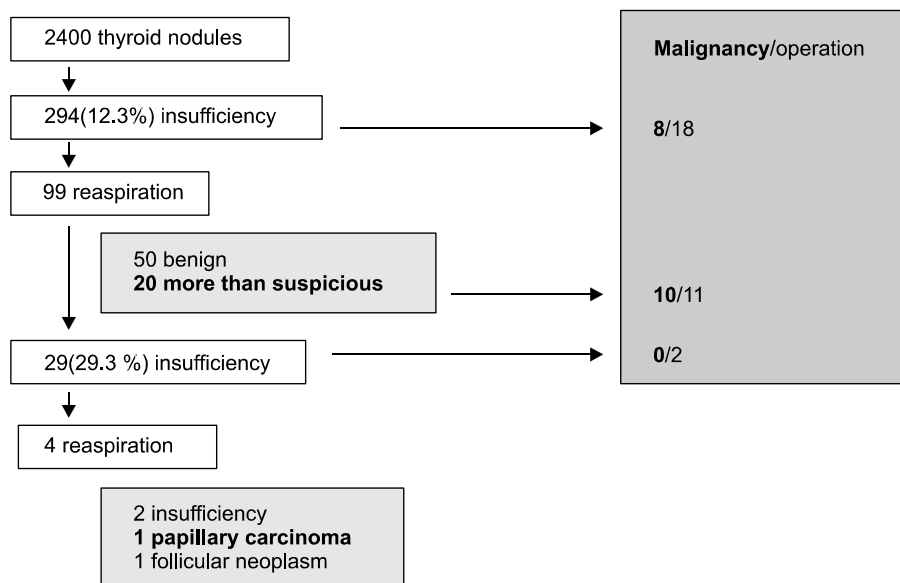 2400 thyroid nodules
Malignancy/operation
294(12.3%) insufficiency
8/18
99 reaspiration
50 benign
20 more than suspicious
10/11
29(29.3 %) insufficiency
0/2
4 reaspiration
2 insufficiency
1 papillary carcinoma
1 follicular neoplasm